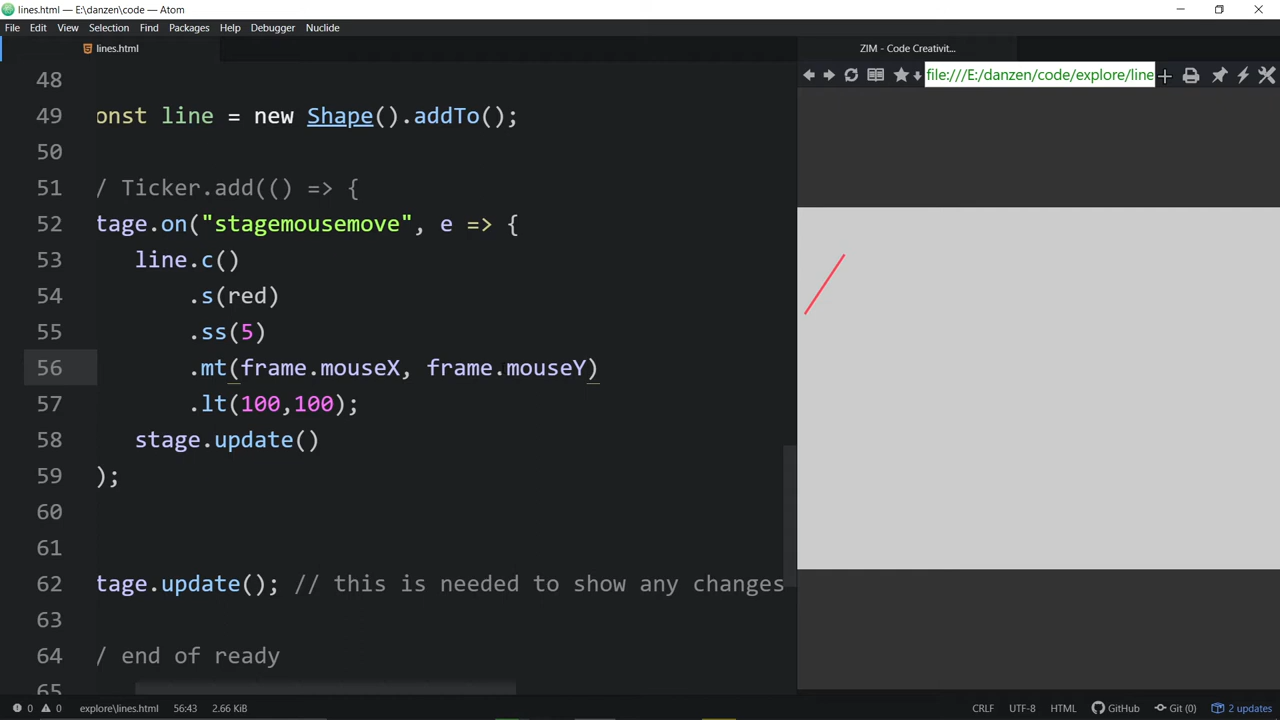 lines.html — E:\danzen\code — Atom
File Edit View Selection Find Packages Help Debugger Nuclide
lines.html
ZIM - Code Creativit...
file:///E:/danzen/code/explore/line
48
49 onst line = new Shape().addTo();
50
51 / Ticker.add(() => {
52 tage.on("stagemousemove", e => {
53 line.c()
54 .s(red)
55 .ss(5)
56 .mt(frame.mouseX, frame.mouseY)
57 .lt(100,100);
58 stage.update()
59 );
60
61
62 tage.update(); // this is needed to show any changes
63
64 / end of ready
65
0 0 explore\lines.html 56:43 2.66 KiB CRLF UTF-8 HTML GitHub Git (0) 2 updates